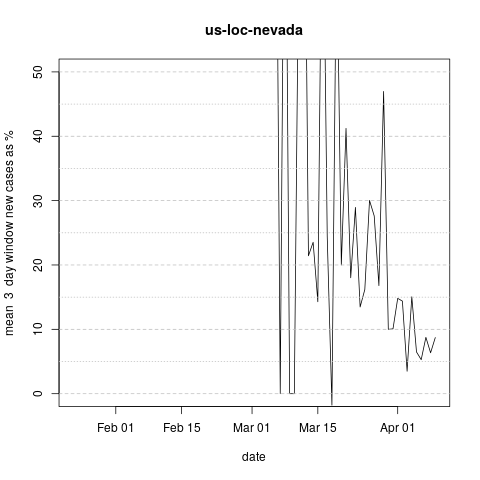 us-loc-nevada
mean  3  day window new cases as %
50
40
30
20
10
0
Feb 01
Feb 15
Mar 01
Mar 15
Apr 01
date